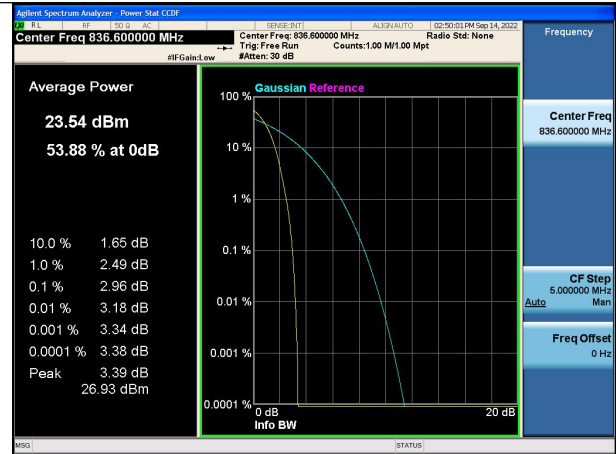 Agilent Spectrum Analyzer - Power Stat CCDF
RL RF 50 Ω AC SENSE:INT ALIGN AUTO 02:50:01 PM Sep 14, 2022
Center Freq 836.600000 MHz
Center Freq: 836.600000 MHz Radio Std: None
Trig: Free Run Counts:1.00 M/1.00 Mpt
#IFGain:Low #Atten: 30 dB
Frequency
Average Power
23.54 dBm
53.88 % at 0dB
10.0 % 1.65 dB
1.0 % 2.49 dB
0.1 % 2.96 dB
0.01 % 3.18 dB
0.001 % 3.34 dB
0.0001 % 3.38 dB
Peak 3.39 dB
26.93 dBm
Gaussian Reference
100 %
10 %
1 %
0.1 %
0.01 %
0.001 %
0.0001 %
0 dB 20 dB
Info BW
Center Freq
836.600000 MHz
CF Step
5.000000 MHz
Auto Man
Freq Offset
0 Hz
MSG STATUS